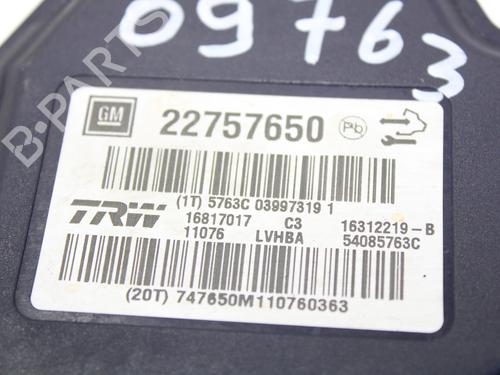 09763
B-PARTS
GM 22757650 Pb
(1T) 5763C 03997319 1
TRW 16817017 C3 16312219-B
11076 LVHBA 54085763C
(20T) 747650M110760363